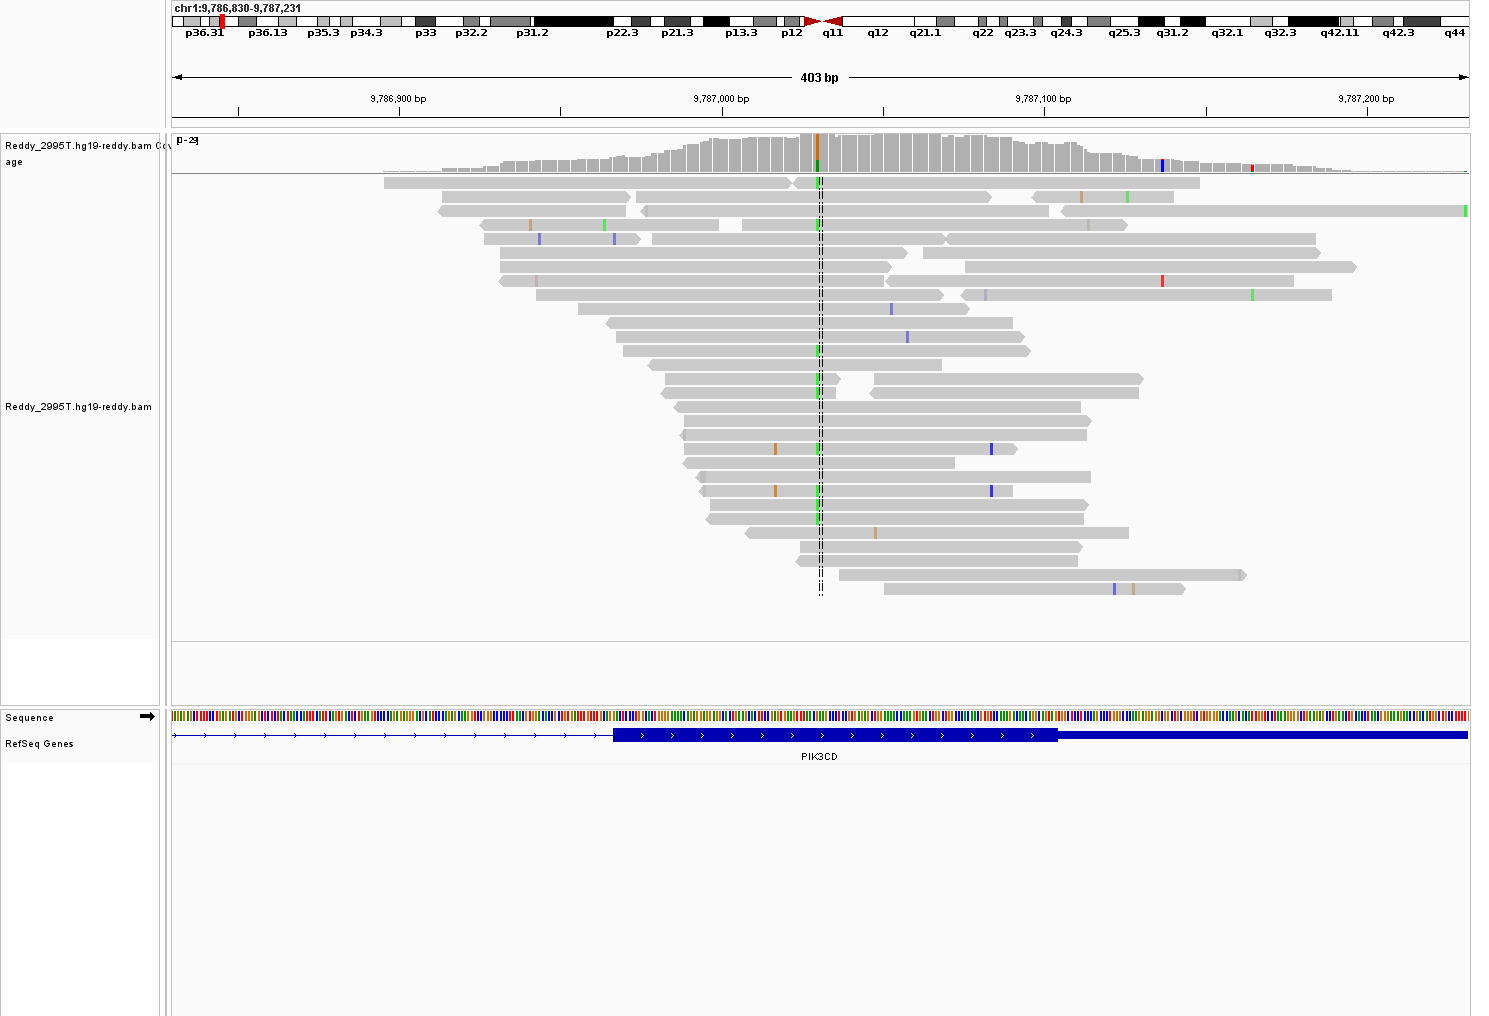 chr1:9,786,830-9,787,231
p36.31 p36.13 p35.3 p34.3 p33 p32.2 p31.2 p22.3 p21.3 p13.3 p12 q11 q12 q21.1 q22 q23.3 q24.3 q25.3 q31.2 q32.1 q32.3 q42.11 q42.3 q44
403 bp
9,786,900 bp 9,787,000 bp 9,787,100 bp 9,787,200 bp
[0-29]
Reddy_2995T.hg19-reddy.bam Cov
age
Reddy_2995T.hg19-reddy.bam
Sequence
RefSeq Genes
PIK3CD